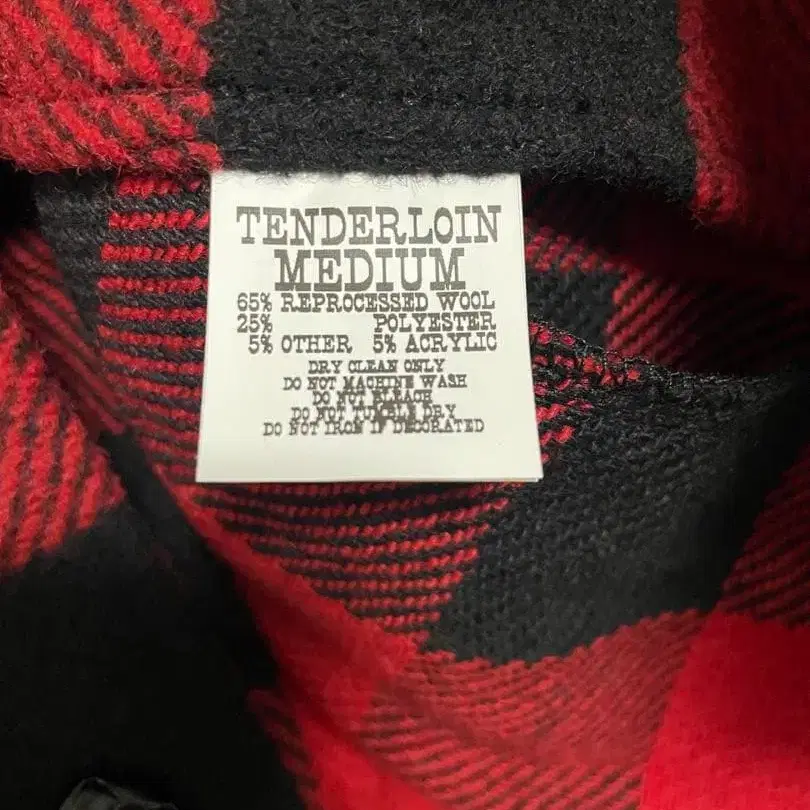 TENDERLOIN
MEDIUM
65% REPROCESSED WOOL
25% POLYESTER
5% OTHER 5% ACRYLIC
DRY CLEAN ONLY
DO NOT MACHINE WASH
DO NOT BLEACH
DO NOT TUMBLE DRY
DO NOT IRON IF DECORATED